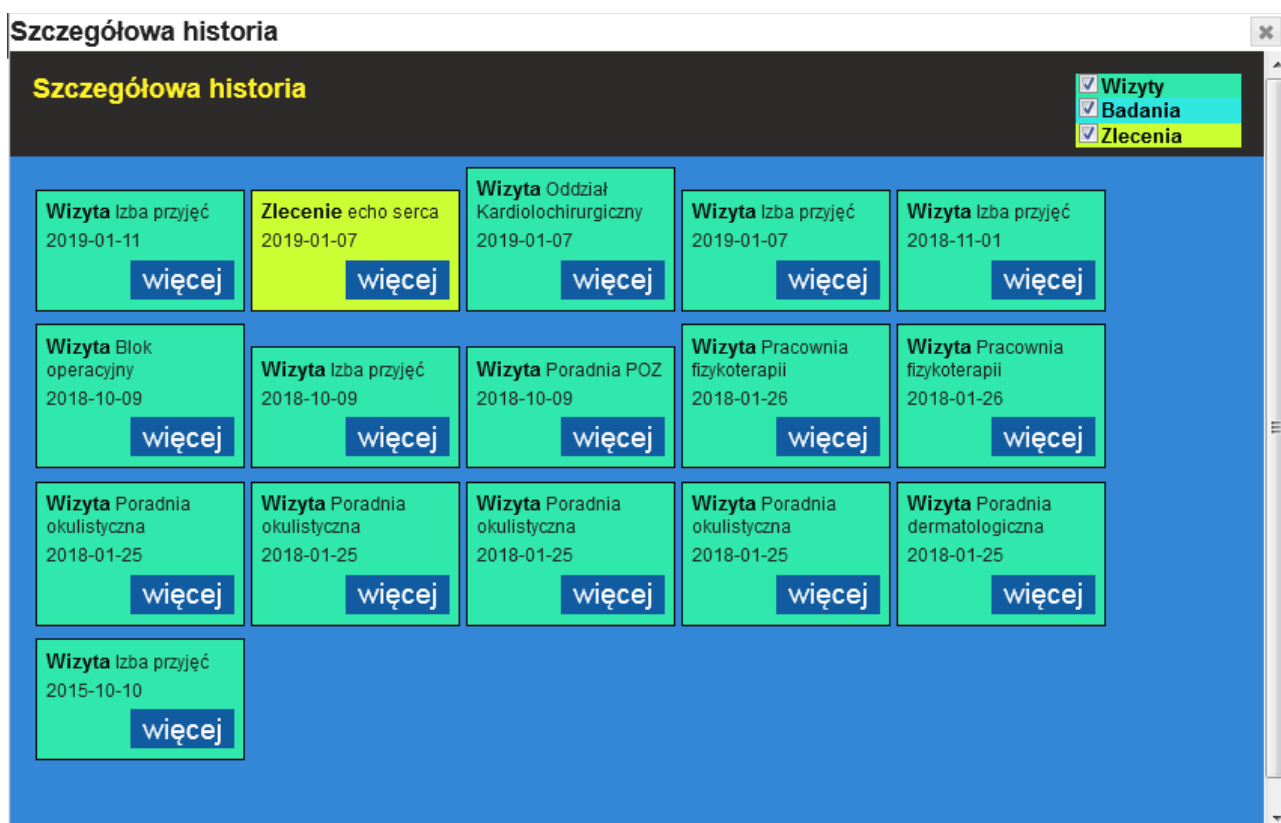 Szczegółowa historia
Szczegółowa historia
Wizyty
Badania
Zlecenia
Wizyta Izba przyjęć
2019-01-11
więcej
Zlecenie echo serca
2019-01-07
więcej
Wizyta Oddział
Kardiolochirurgiczny
2019-01-07
więcej
Wizyta Izba przyjęć
2019-01-07
więcej
Wizyta Izba przyjęć
2018-11-01
więcej
Wizyta Blok
operacyjny
2018-10-09
więcej
Wizyta Izba przyjęć
2018-10-09
więcej
Wizyta Poradnia POZ
2018-10-09
więcej
Wizyta Pracownia
fizykoterapii
2018-01-26
więcej
Wizyta Pracownia
fizykoterapii
2018-01-26
więcej
Wizyta Poradnia
okulistyczna
2018-01-25
więcej
Wizyta Poradnia
okulistyczna
2018-01-25
więcej
Wizyta Poradnia
okulistyczna
2018-01-25
więcej
Wizyta Poradnia
okulistyczna
2018-01-25
więcej
Wizyta Poradnia
dermatologiczna
2018-01-25
więcej
Wizyta Izba przyjęć
2015-10-10
więcej